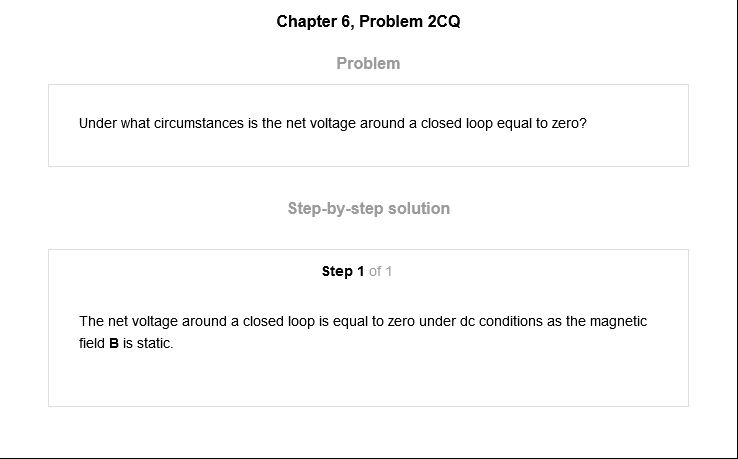 Chapter 6, Problem 2CQ
Problem
Under what circumstances is the net voltage around a closed loop equal to zero?
Step-by-step solution
Step 1 of 1
The net voltage around a closed loop is equal to zero under dc conditions as the magnetic
field B is static.